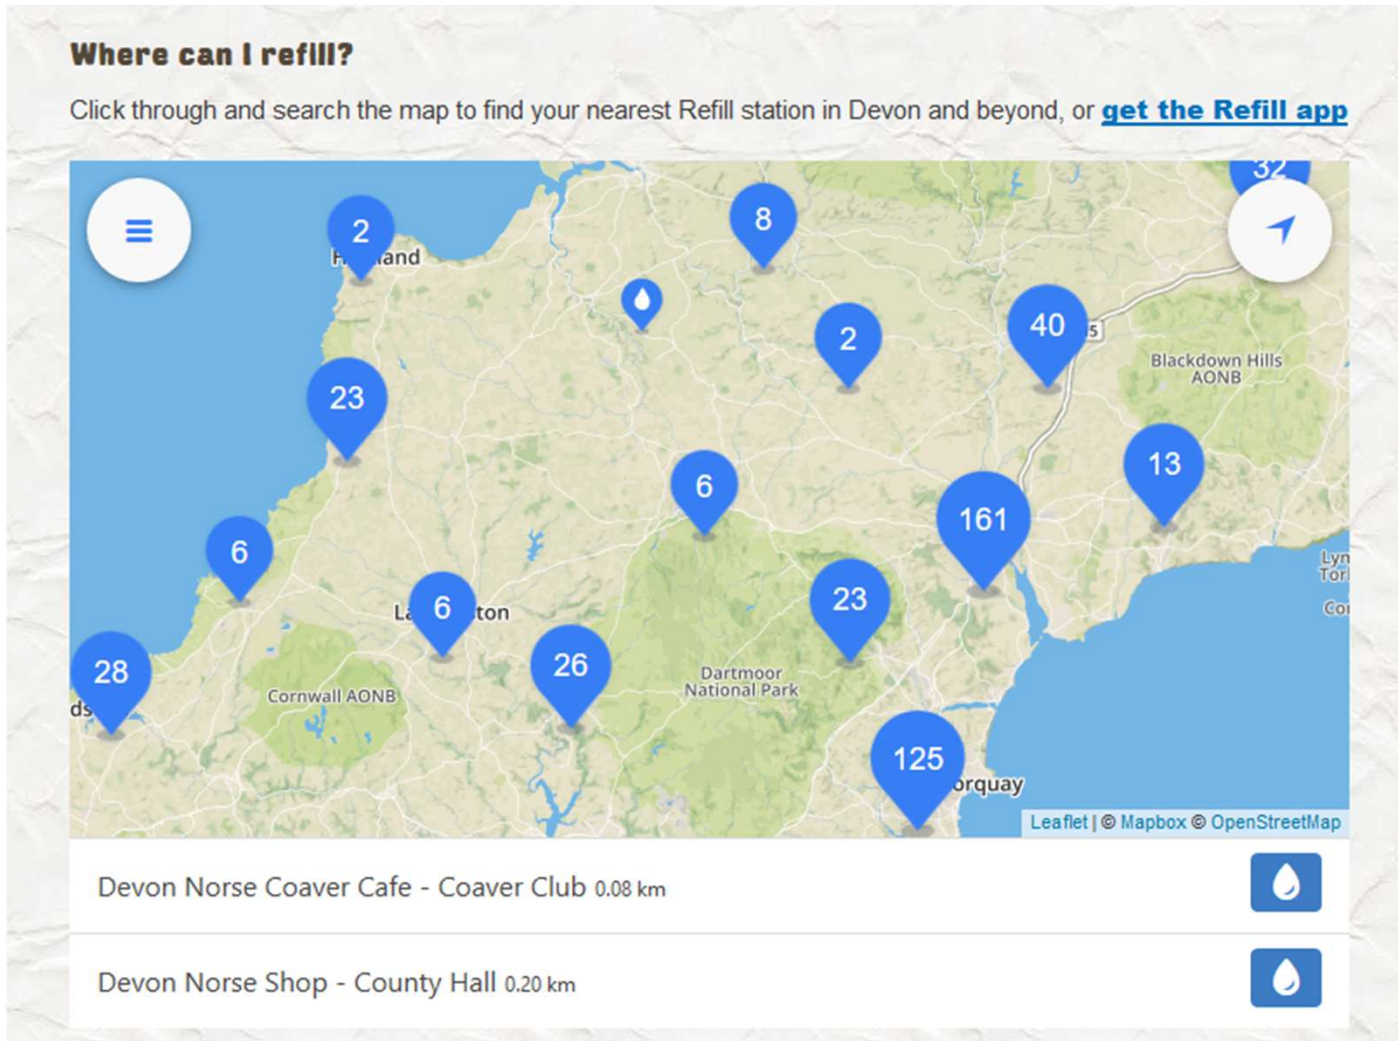 Where can I refill?
Click through and search the map to find your nearest Refill station in Devon and beyond, or get the Refill app
32
8
2
2
40
5
Blackdown Hills
AONB
23
13
6
161
6
23
6
26
28
Dartmoor
National Park
Cornwall AONB
125
Leaflet | © Mapbox © OpenStreetMap
Devon Norse Coaver Cafe - Coaver Club 0.08 km
Devon Norse Shop - County Hall 0.20 km